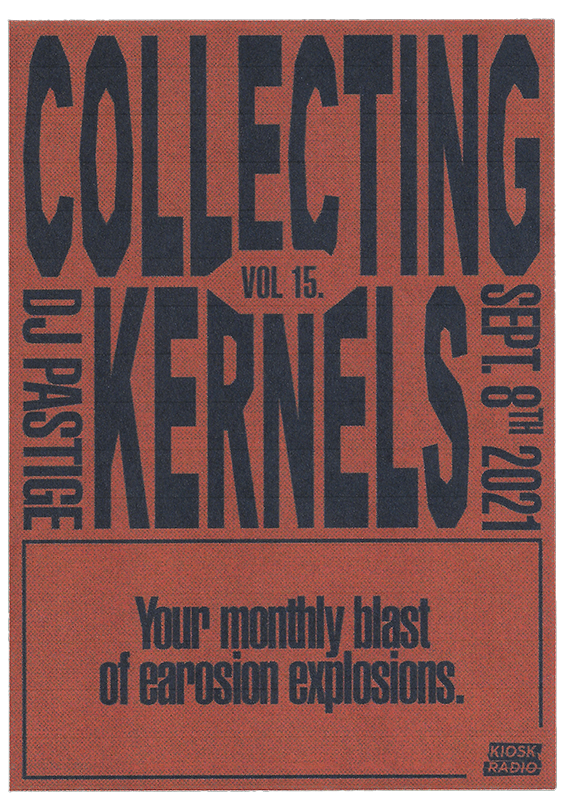 COLLECTING
VOL 15.
DJ PASTIGE
KERNELS
SEPT. 8TH 2021
Your monthly blast
of earosion explosions.
KIOSK
RADIO